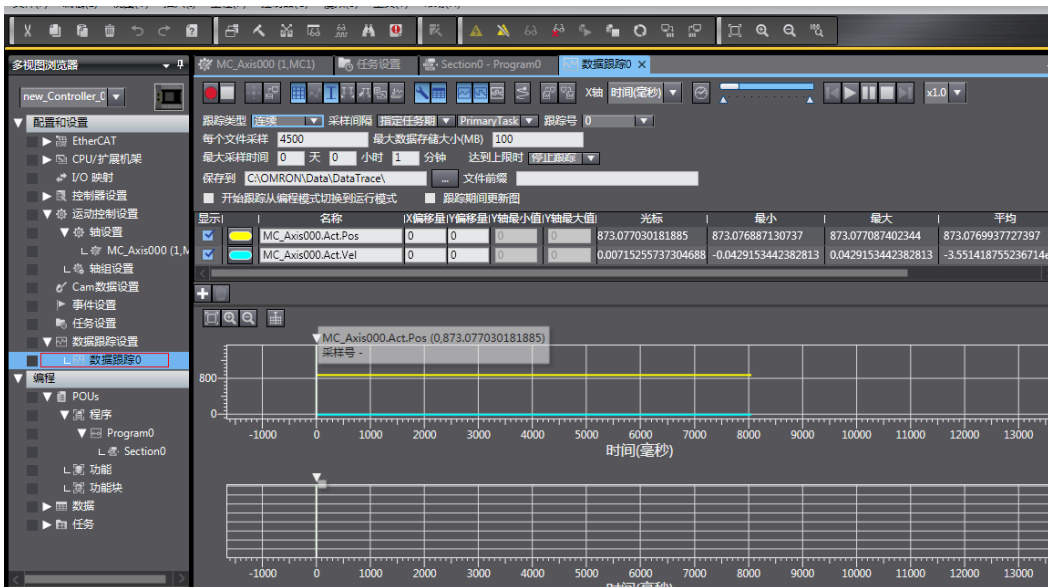 多视图浏览器
new_Controller_0
配置和设置
EtherCAT
CPU/扩展机架
I/O 映射
控制器设置
运动控制设置
轴设置
MC_Axis000 (1,M
轴组设置
Cam数据设置
事件设置
任务设置
数据跟踪设置
数据跟踪0
编程
POUs
程序
Program0
Section0
功能
功能块
数据
任务
MC_Axis000 (1,MC1) 任务设置 Section0 - Program0 数据跟踪0
X轴 时间(毫秒) x1.0
跟踪类型 连续 采样间隔 指定任务期 PrimaryTask 跟踪号 0
每个文件采样 4500 最大数据存储大小(MB) 100
最大采样时间 0 天 0 小时 1 分钟 达到上限时 停止跟踪
保存到 C:\OMRON\Data\DataTrace\ ... 文件前缀
开始跟踪从编程模式切换到运行模式 跟踪期间更新图
显示 名称 X偏移量 Y偏移量 Y轴最小值 Y轴最大值 光标 最小 最大 平均
MC_Axis000.Act.Pos 0 0 0 0 873.077030181885 873.076887130737 873.077087402344 873.0769937727397
MC_Axis000.Act.Vel 0 0 0 0 0.00715255737304688 -0.0429153442382813 0.0429153442382813 -3.551418755236714e
MC_Axis000.Act.Pos (0,873.077030181885)
采样号 -
800
0
-1000 0 1000 2000 3000 4000 5000 6000 7000 8000 9000 10000 11000 12000 13000
时间(毫秒)
-1000 0 1000 2000 3000 4000 5000 6000 7000 8000 9000 10000 11000 12000 13000
时间(毫秒)